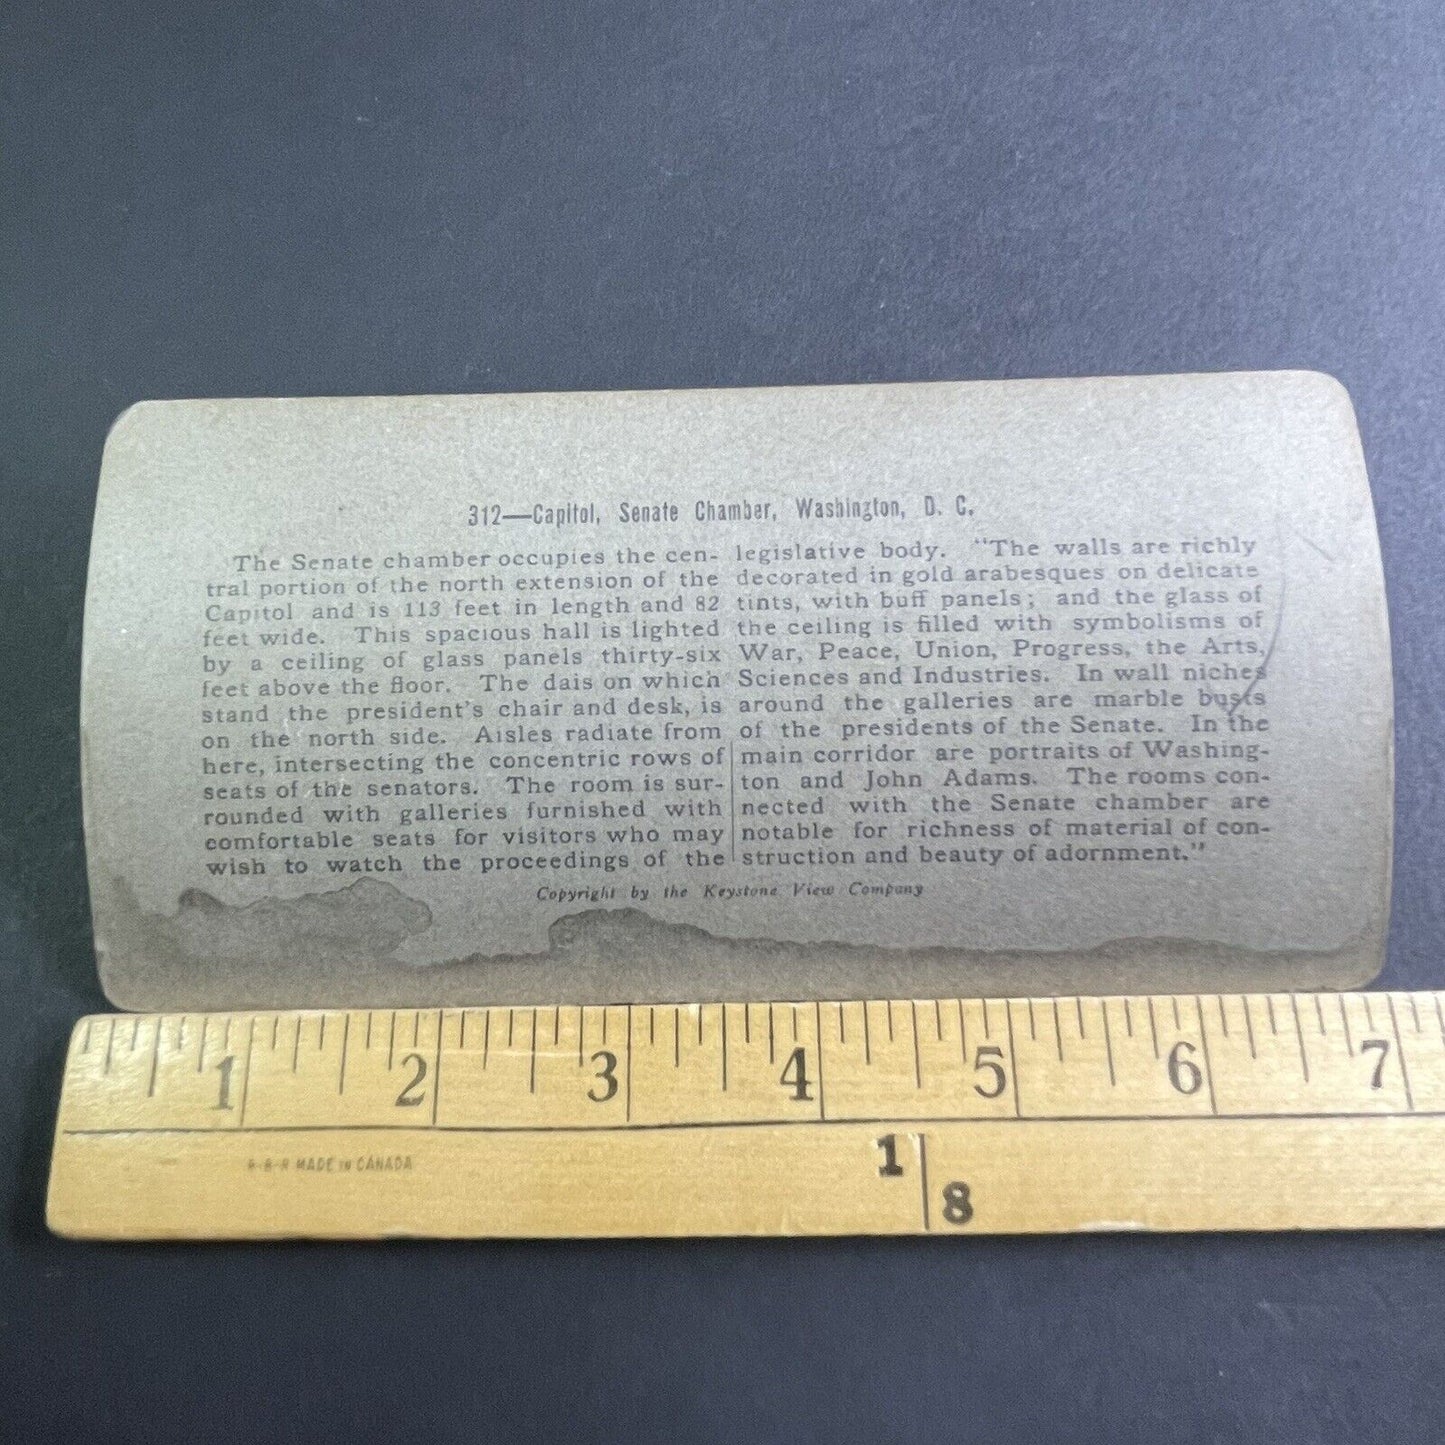 312—Capitol, Senate Chamber, Washington, D. C.
The Senate chamber occupies the cen-
tral portion of the north extension of the
Capitol and is 113 feet in length and 82
feet wide. This spacious hall is lighted
by a ceiling of glass panels thirty-six
feet above the floor. The dais on which
stand the president's chair and desk, is
on the north side. Aisles radiate from
here, intersecting the concentric rows of
seats of the senators. The room is sur-
rounded with galleries furnished with
comfortable seats for visitors who may
wish to watch the proceedings of the
legislative body. "The walls are richly
decorated in gold arabesques on delicate
tints, with buff panels; and the glass of
the ceiling is filled with symbolisms of
War, Peace, Union, Progress, the Arts,
Sciences and Industries. In wall niches
around the galleries are marble busts
of the presidents of the Senate. In the
main corridor are portraits of Washing-
ton and John Adams. The rooms con-
nected with the Senate chamber are
notable for richness of material of con-
struction and beauty of adornment."
Copyright by the Keystone View Company
1 2 3 4 5 6 7
MADE IN CANADA
1
8